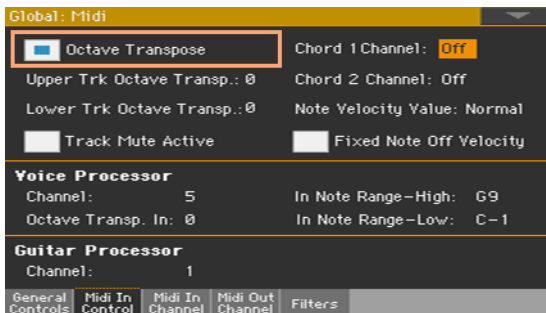 Global: Midi
Octave Transpose
Chord 1 Channel: Off
Upper Trk Octave Transp.: 0
Chord 2 Channel: Off
Lower Trk Octave Transp.: 0
Note Velocity Value: Normal
Track Mute Active
Fixed Note Off Velocity
Voice Processor
Channel: 5
In Note Range-High: G9
Octave Transp. In: 0
In Note Range-Low: C-1
Guitar Processor
Channel: 1
General Controls
Midi In Control
Midi In Channel
Midi Out Channel
Filters